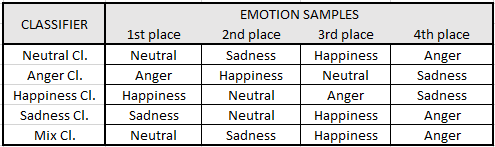 CLASSIFIER EMOTION SAMPLES
1st place 2nd place 3rd place 4th place
Neutral Cl. Neutral Sadness Happiness Anger
Anger Cl. Anger Happiness Neutral Sadness
Happiness Cl. Happiness Neutral Anger Sadness
Sadness Cl. Sadness Neutral Happiness Anger
Mix Cl. Neutral Sadness Happiness Anger